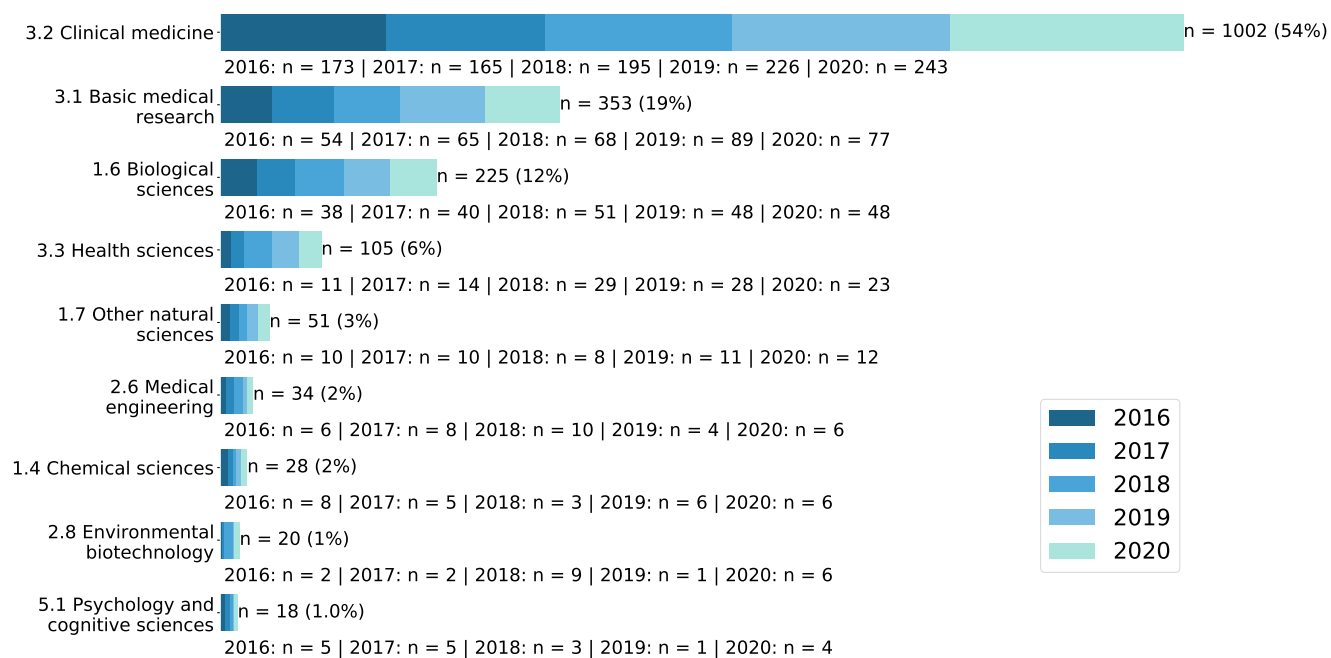 3.2 Clinical medicine
n = 1002 (54%)
2016: n = 173 | 2017: n = 165 | 2018: n = 195 | 2019: n = 226 | 2020: n = 243
3.1 Basic medical
research
n = 353 (19%)
2016: n = 54 | 2017: n = 65 | 2018: n = 68 | 2019: n = 89 | 2020: n = 77
1.6 Biological
sciences
n = 225 (12%)
2016: n = 38 | 2017: n = 40 | 2018: n = 51 | 2019: n = 48 | 2020: n = 48
3.3 Health sciences
n = 105 (6%)
2016: n = 11 | 2017: n = 14 | 2018: n = 29 | 2019: n = 28 | 2020: n = 23
1.7 Other natural
sciences
n = 51 (3%)
2016: n = 10 | 2017: n = 10 | 2018: n = 8 | 2019: n = 11 | 2020: n = 12
2.6 Medical
engineering
n = 34 (2%)
2016: n = 6 | 2017: n = 8 | 2018: n = 10 | 2019: n = 4 | 2020: n = 6
1.4 Chemical sciences
n = 28 (2%)
2016: n = 8 | 2017: n = 5 | 2018: n = 3 | 2019: n = 6 | 2020: n = 6
2.8 Environmental
biotechnology
n = 20 (1%)
2016: n = 2 | 2017: n = 2 | 2018: n = 9 | 2019: n = 1 | 2020: n = 6
5.1 Psychology and
cognitive sciences
n = 18 (1.0%)
2016: n = 5 | 2017: n = 5 | 2018: n = 3 | 2019: n = 1 | 2020: n = 4
2016
2017
2018
2019
2020